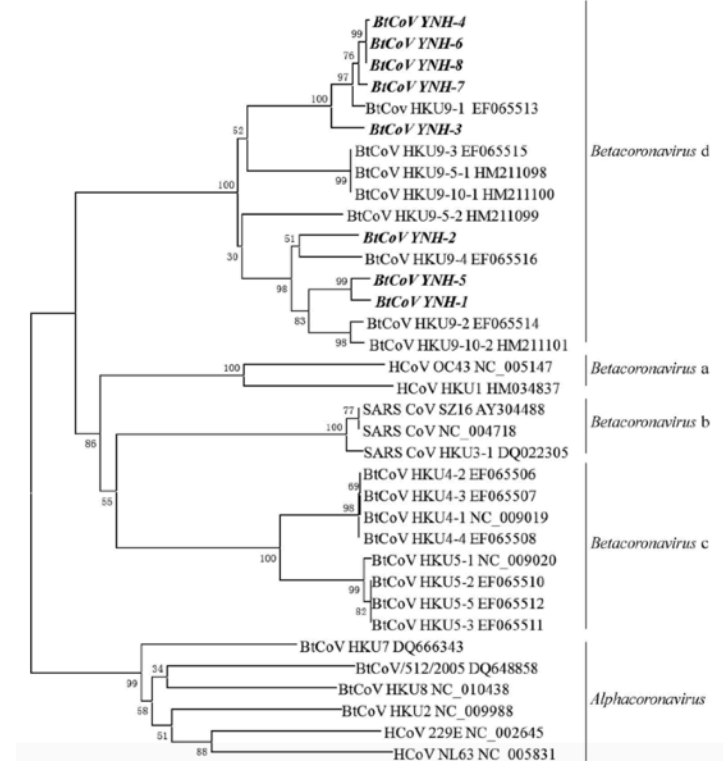 BtCoV YNH-4
99
BtCoV YNH-6
76
BtCoV YNH-8
97
BtCoV YNH-7
100
BtCov HKU9-1 EF065513
52
BtCoV YNH-3
Betacoronavirus d
BtCoV HKU9-3 EF065515
BtCoV HKU9-5-1 HM211098
99
100
BtCoV HKU9-10-1 HM211100
BtCoV HKU9-5-2 HM211099
51
BtCoV YNH-2
30
BtCoV HKU9-4 EF065516
98
99
BtCoV YNH-5
BtCoV YNH-1
83
BtCoV HKU9-2 EF065514
98
BtCoV HKU9-10-2 HM211101
100
HCoV OC43 NC_005147
Betacoronavirus a
HCoV HKU1 HM034837
86
77
SARS CoV SZ16 AY304488
100
SARS CoV NC_004718
Betacoronavirus b
SARS CoV HKU3-1 DQ022305
55
BtCoV HKU4-2 EF065506
69
BtCoV HKU4-3 EF065507
98
BtCoV HKU4-1 NC_009019
BtCoV HKU4-4 EF065508
Betacoronavirus c
100
BtCoV HKU5-1 NC_009020
BtCoV HKU5-2 EF065510
99
BtCoV HKU5-5 EF065512
82
BtCoV HKU5-3 EF065511
BtCoV HKU7 DQ666343
34
BtCoV/512/2005 DQ648858
99
BtCoV HKU8 NC_010438
Alphacoronavirus
58
BtCoV HKU2 NC_009988
51
HCoV 229E NC_002645
88
HCoV NL63 NC_005831